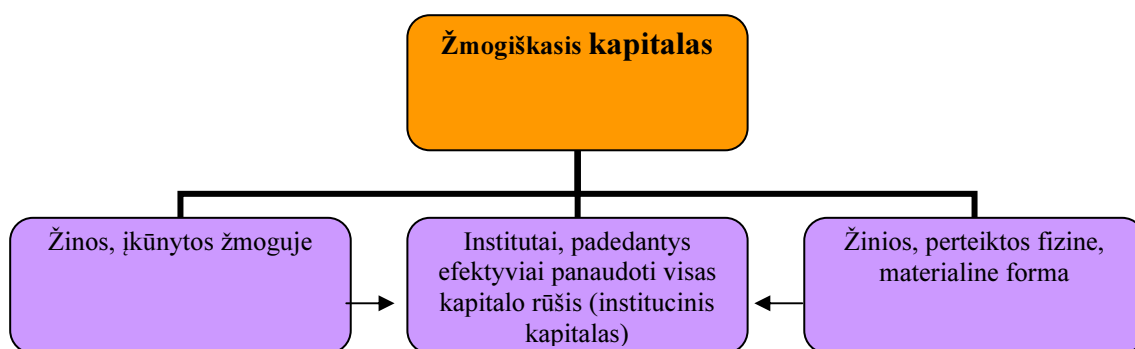 Žmogiškasis kapitalas
Žinos, įkūnytos žmoguje
Institutai, padedantys
efektyviai panaudoti visas
kapitalo rūšis (institucinis
kapitalas)
Žinios, perteiktos fizine,
materialine forma